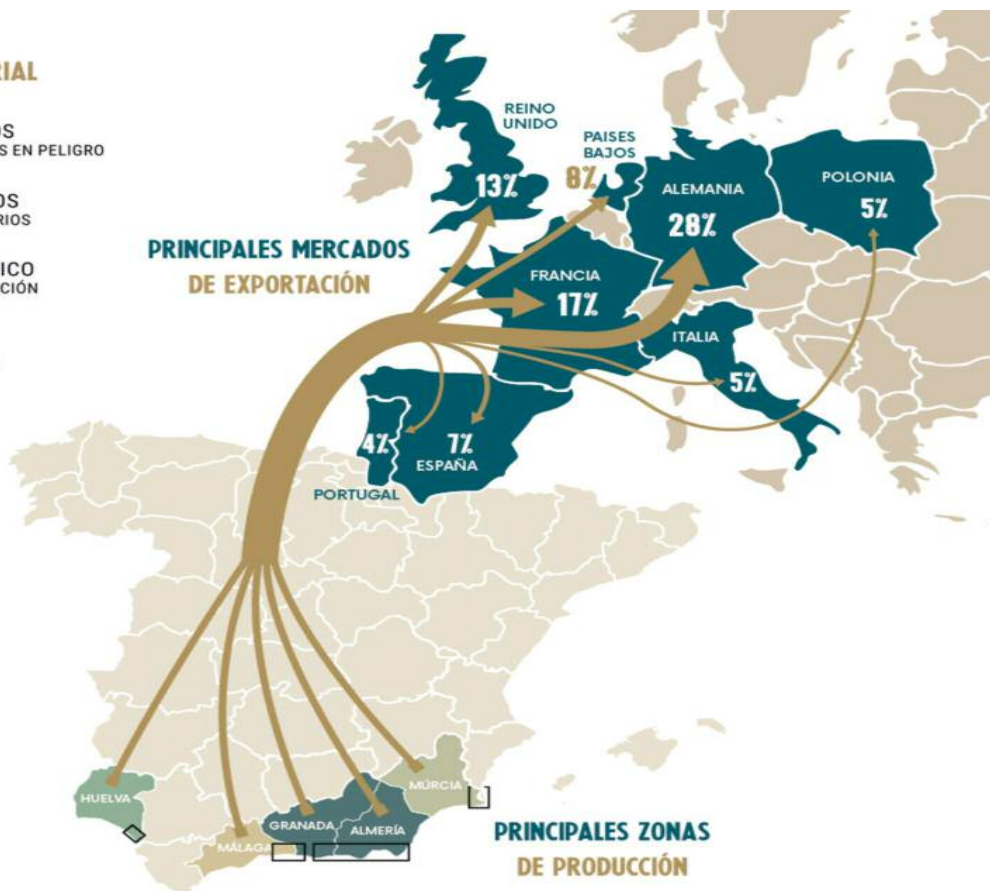 RIAL
OS
S EN PELIGRO
OS
RIOS
ICO
CIÓN
PRINCIPALES MERCADOS
DE EXPORTACIÓN
REINO
UNIDO
13%
PAISES
BAJOS
8%
ALEMANIA
28%
POLONIA
5%
FRANCIA
17%
ITALIA
5%
4%
PORTUGAL
7%
ESPAÑA
HUELVA
MÁLAGA
GRANADA
ALMERÍA
MÚRCIA
PRINCIPALES ZONAS
DE PRODUCCIÓN